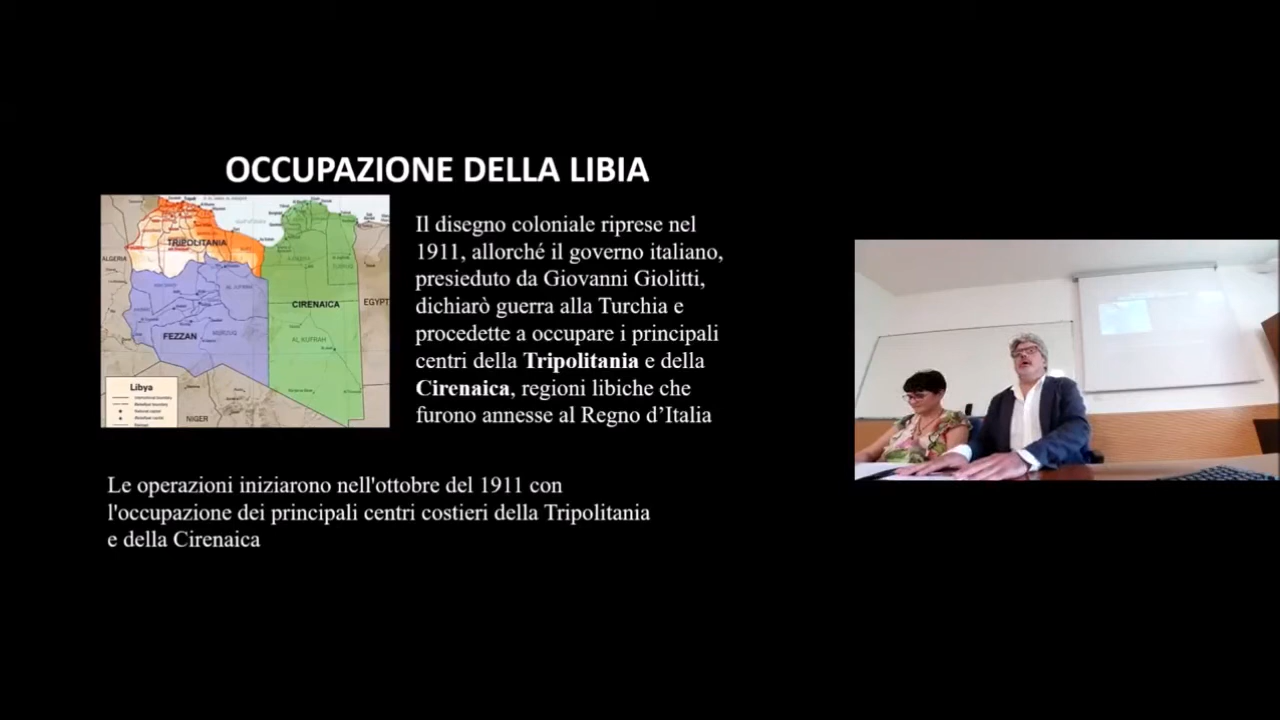 OCCUPAZIONE DELLA LIBIA
TRIPOLITANIA
ALGERIA
CIRENAICA
EGYPT
FEZZAN
AL KUFRAH
Libya
NIGER
Il disegno coloniale riprese nel
1911, allorché il governo italiano,
presieduto da Giovanni Giolitti,
dichiarò guerra alla Turchia e
procedette a occupare i principali
centri della Tripolitania e della
Cirenaica, regioni libiche che
furono annesse al Regno d’Italia
Le operazioni iniziarono nell'ottobre del 1911 con
l'occupazione dei principali centri costieri della Tripolitania
e della Cirenaica